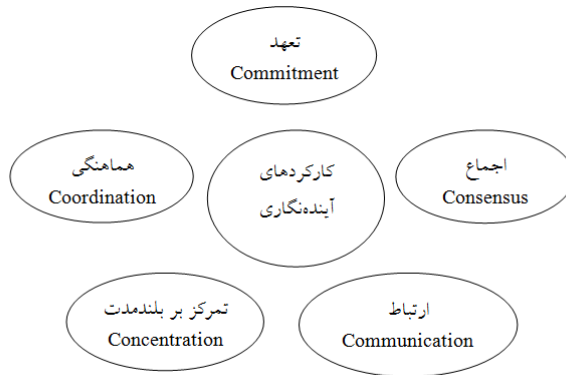 تعهد
Commitment
هماهنگی
Coordination
کارکردهای
آینده‌نگاری
اجماع
Consensus
تمرکز بر بلندمدت
Concentration
ارتباط
Communication